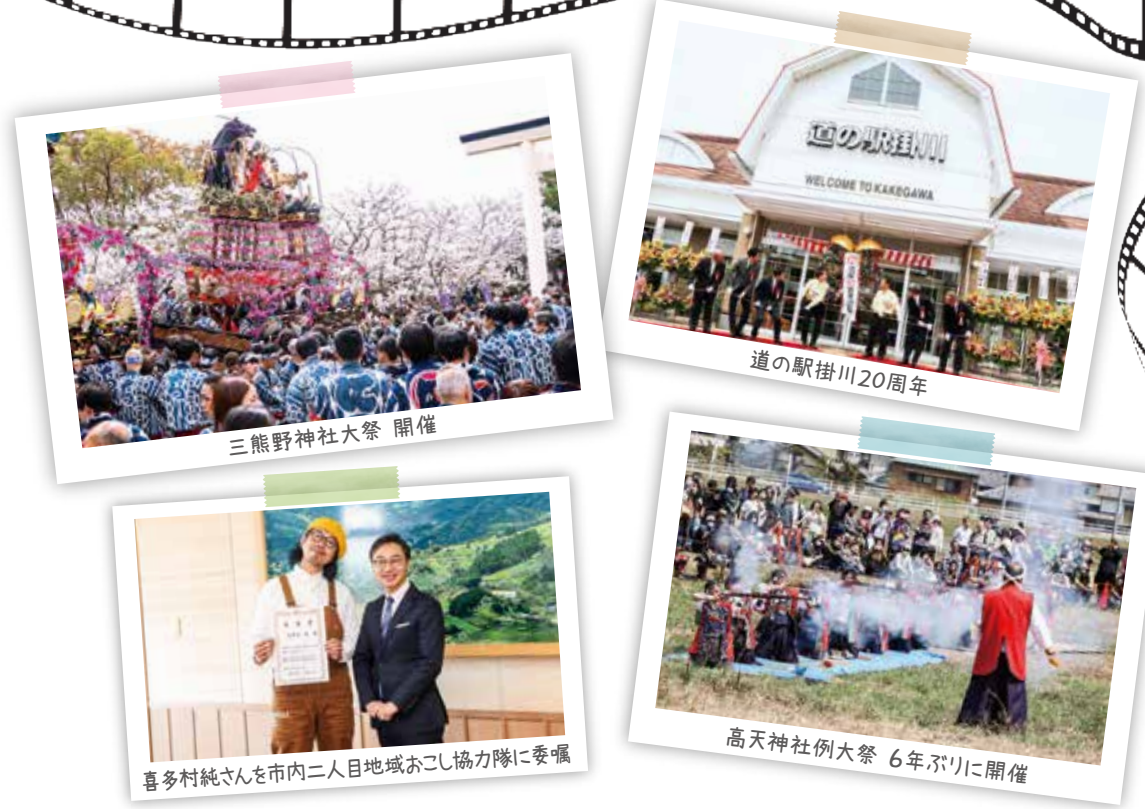 道の駅掛川
WELCOME TO KAKEGAWA
三熊野神社大祭 開催
道の駅掛川20周年
喜多村純さんを市内二人目地域おこし協力隊に委嘱
高天神社例大祭 6年ぶりに開催